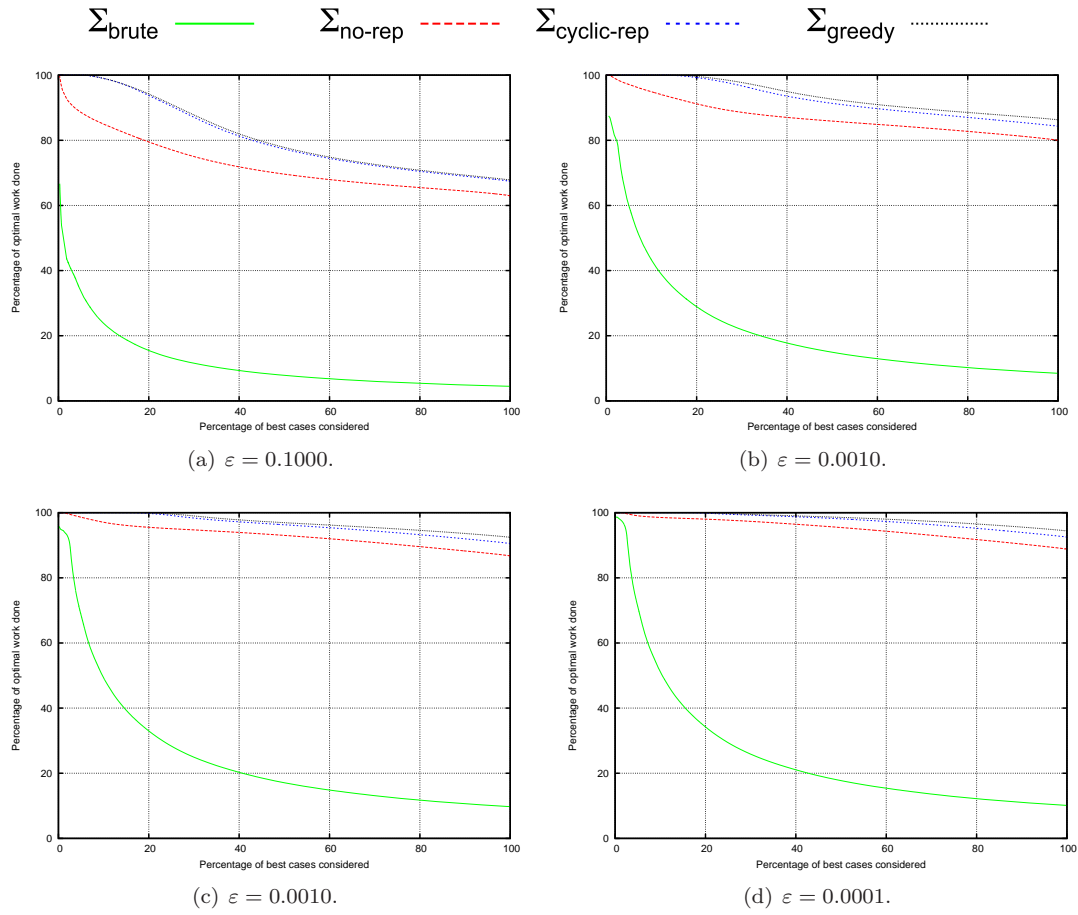 Σbrute Σno-rep Σcyclic-rep Σgreedy
100
80
60
40
20
0
Percentage of optimal work done
0 20 40 60 80 100
Percentage of best cases considered
(a) ε = 0.1000.
100
80
60
40
20
0
Percentage of optimal work done
0 20 40 60 80 100
Percentage of best cases considered
(b) ε = 0.0010.
100
80
60
40
20
0
Percentage of optimal work done
0 20 40 60 80 100
Percentage of best cases considered
(c) ε = 0.0010.
100
80
60
40
20
0
Percentage of optimal work done
0 20 40 60 80 100
Percentage of best cases considered
(d) ε = 0.0001.